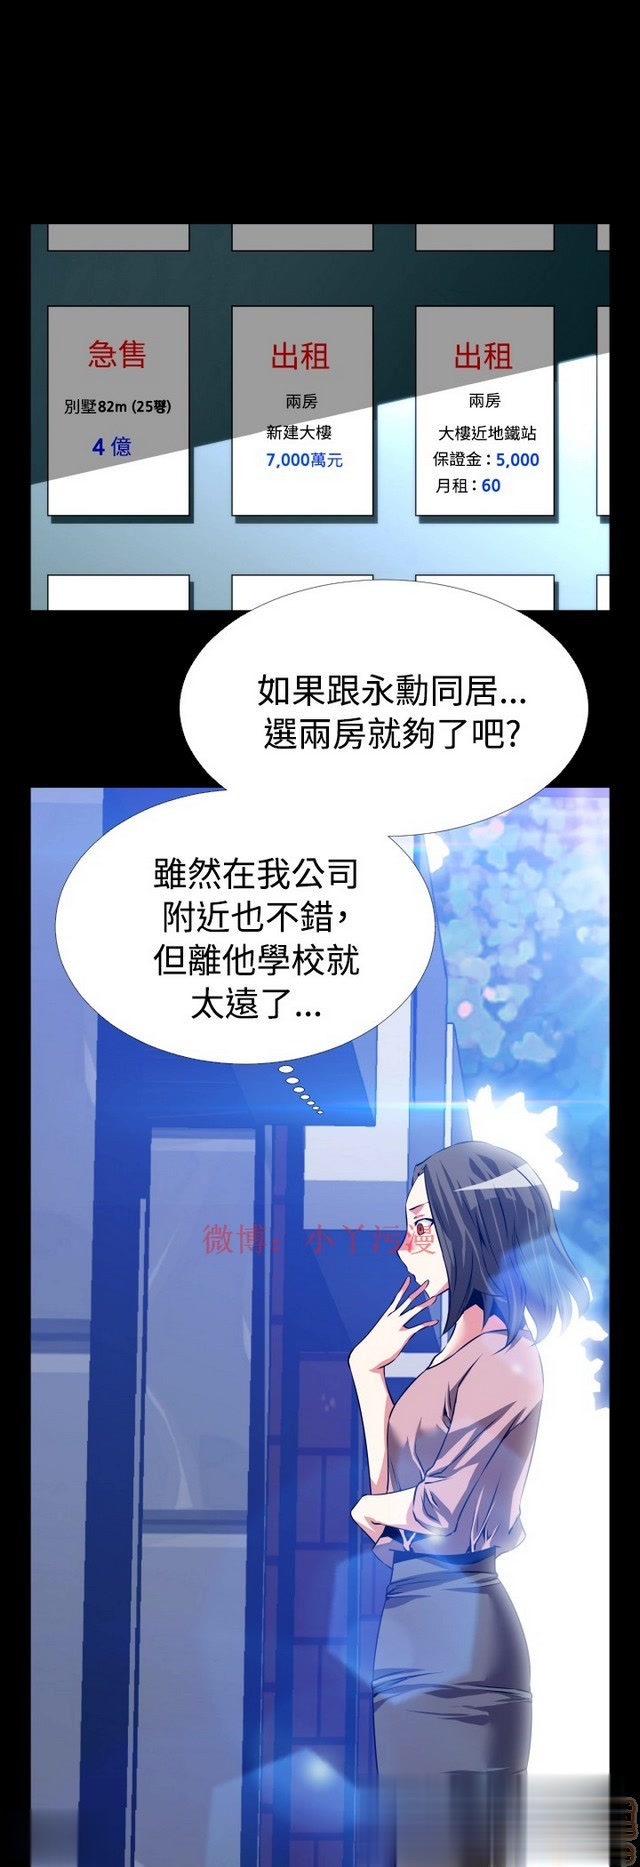 急售
別墅82m (25坪)
4 億
出租
兩房
新建大樓
7,000萬元
出租
兩房
大樓近地鐵站
保證金：5,000
月租：60
如果跟永勳同居...
選兩房就夠了吧?
雖然在我公司
附近也不錯，
但離他學校就
太遠了...
微博：小丫污漫